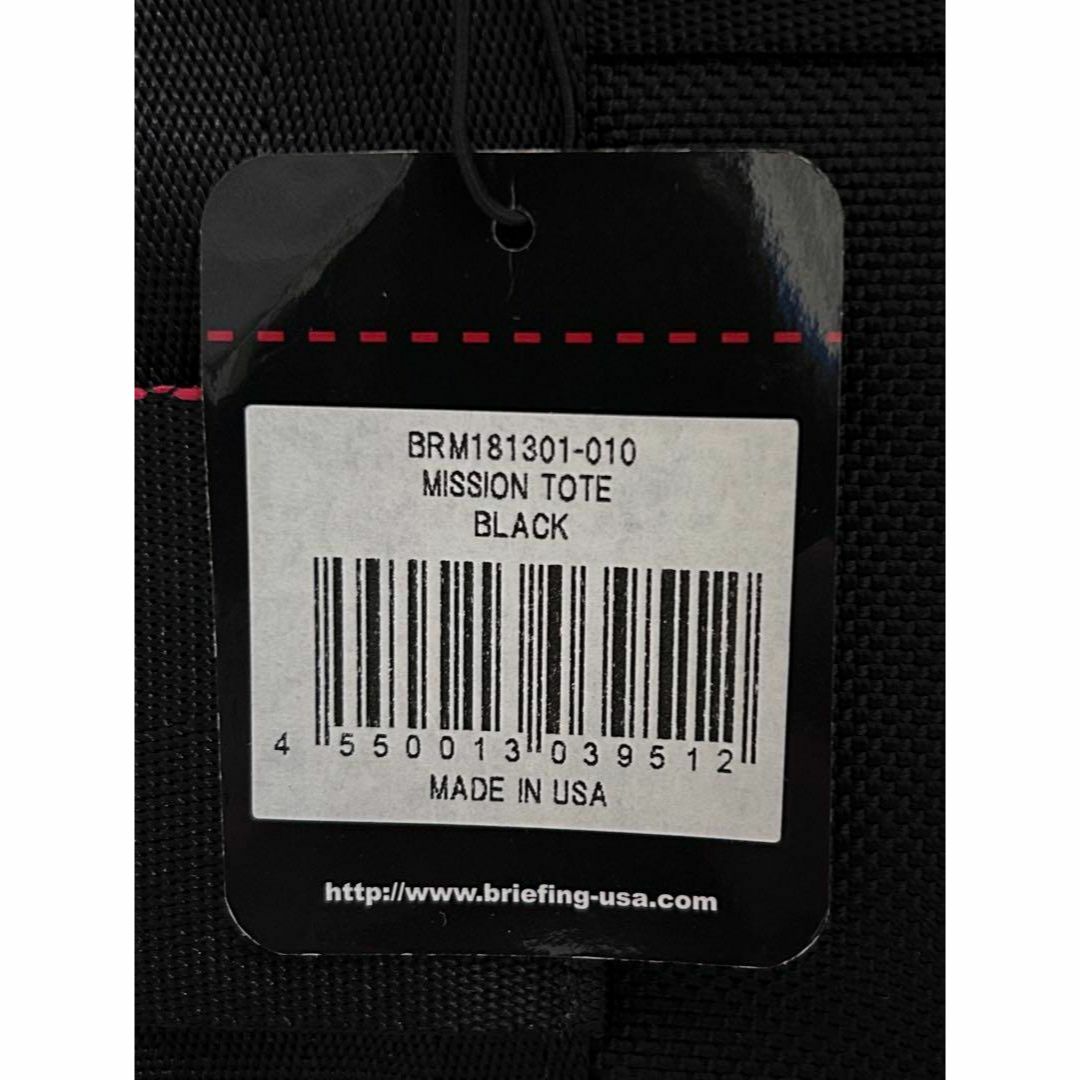 BRM181301-010
MISSION TOTE
BLACK
4 550013 039512
MADE IN USA
http://www.briefing-usa.com